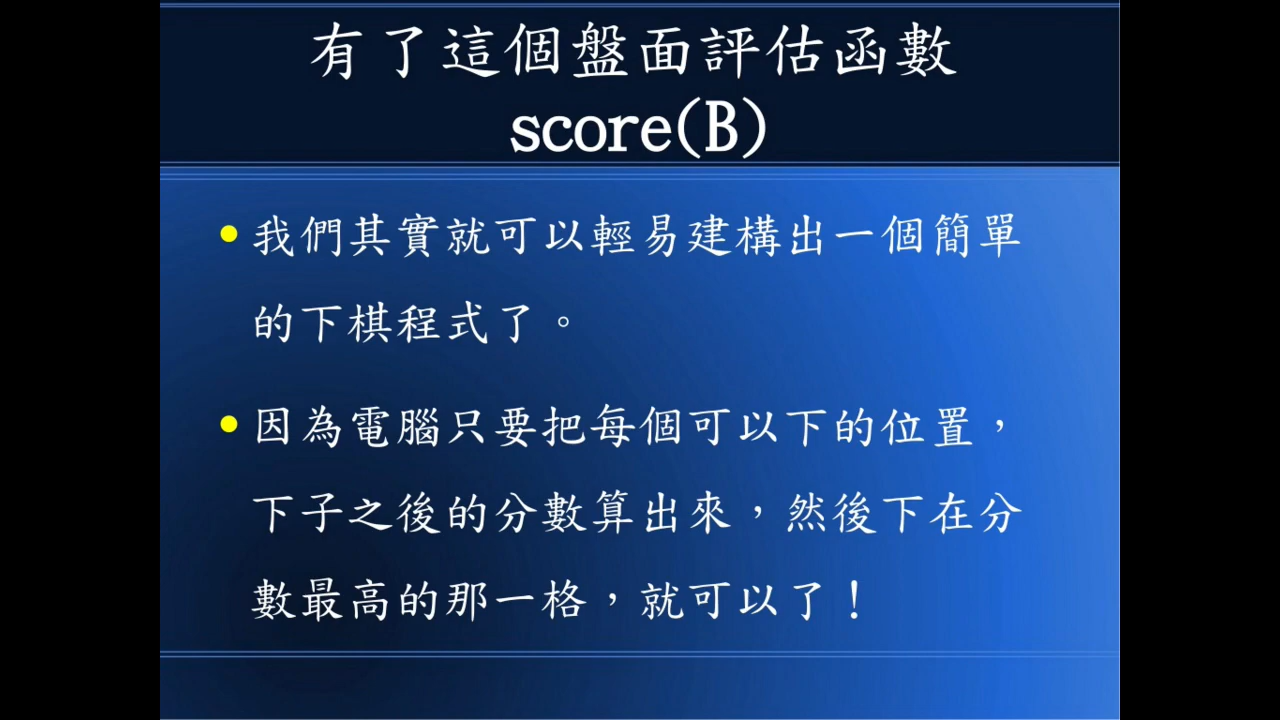 有了這個盤面評估函數
score(B)
我們其實就可以輕易建構出一個簡單
的下棋程式了。
因為電腦只要把每個可以下的位置，
下子之後的分數算出來，然後下在分
數最高的那一格，就可以了！